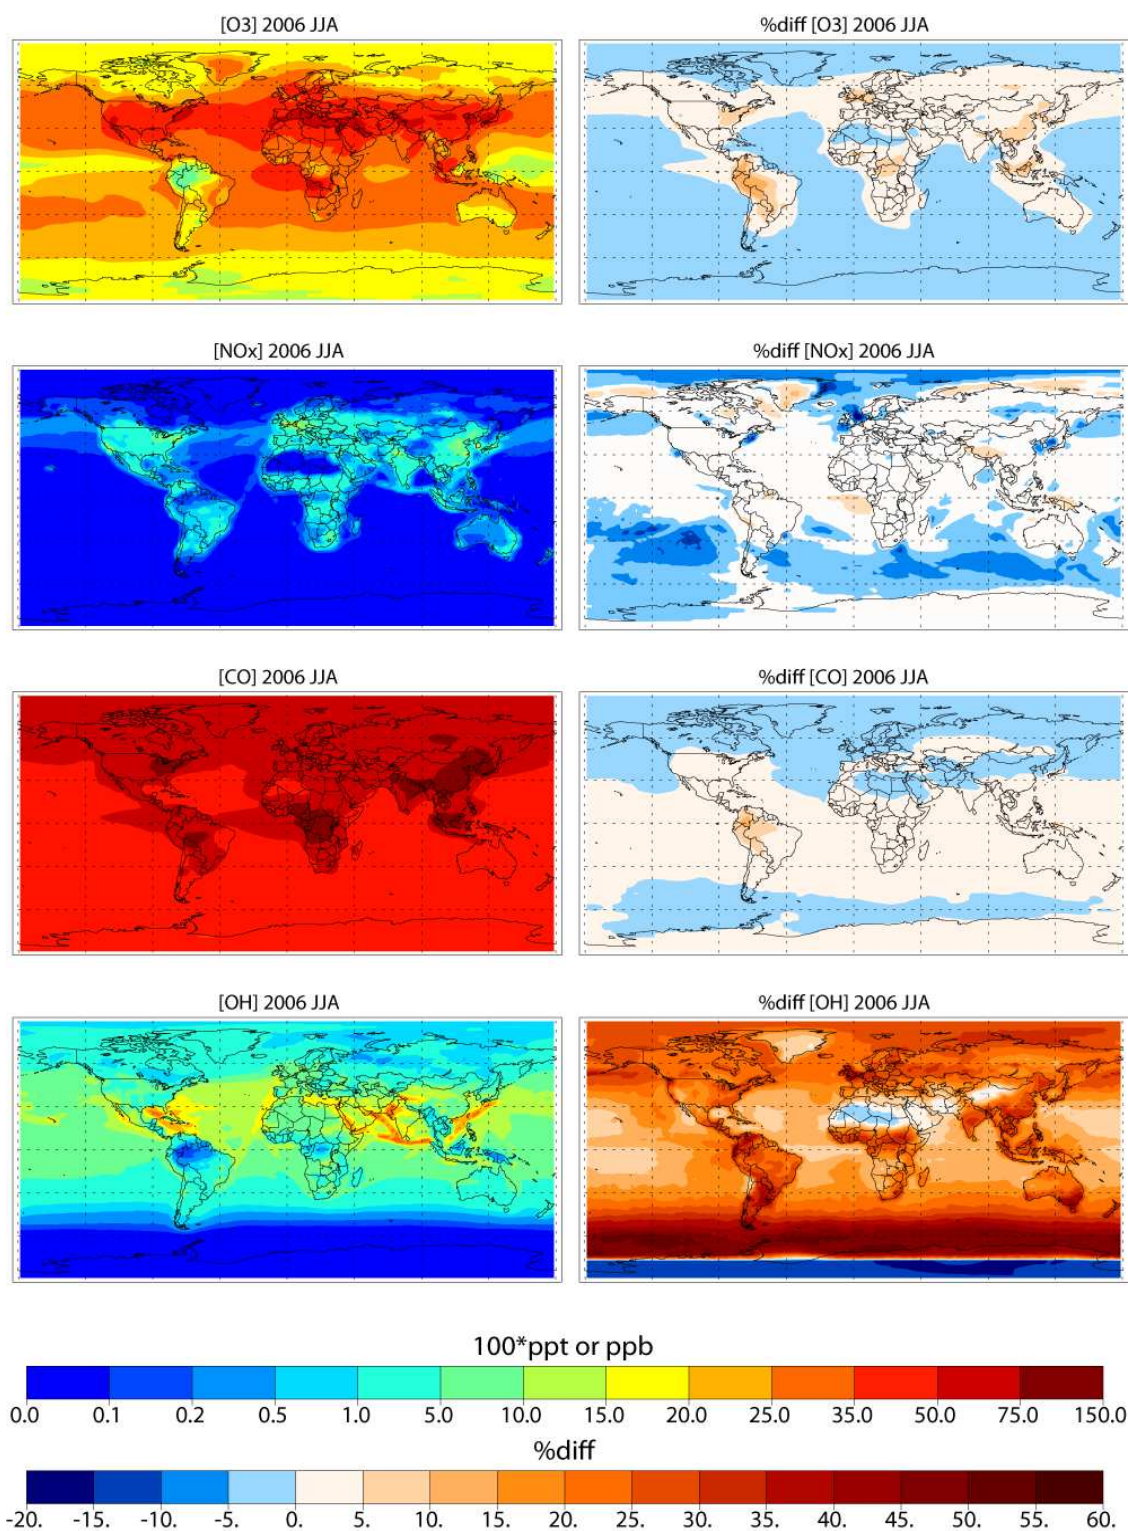 [O3] 2006 JJA
%diff [O3] 2006 JJA
[NOx] 2006 JJA
%diff [NOx] 2006 JJA
[CO] 2006 JJA
%diff [CO] 2006 JJA
[OH] 2006 JJA
%diff [OH] 2006 JJA
100*ppt or ppb
0.0 0.1 0.2 0.5 1.0 5.0 10.0 15.0 20.0 25.0 35.0 50.0 75.0 150.0
%diff
-20. -15. -10. -5. 0. 5. 10. 15. 20. 25. 30. 35. 40. 45. 50. 55. 60.